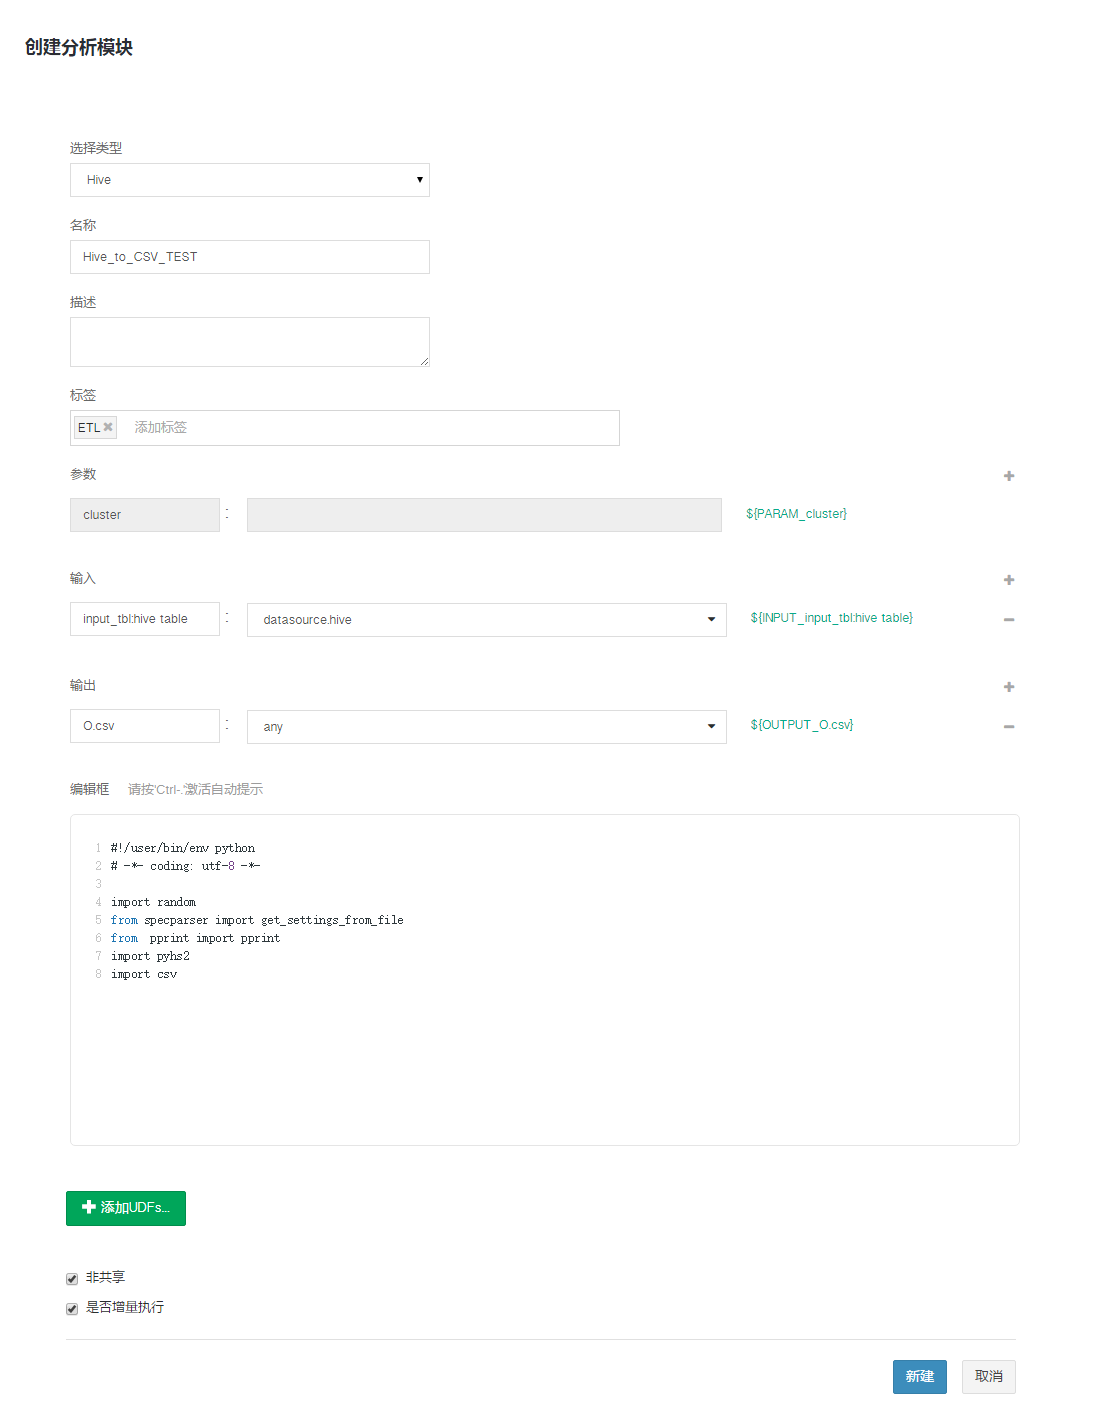 创建分析模块
选择类型
Hive
名称
Hive_to_CSV_TEST
描述
标签
ETL 添加标签
参数
cluster : ${PARAM_cluster}
输入
input_tbl:hive table : datasource.hive ${INPUT_input_tbl:hive table}
输出
O.csv : any ${OUTPUT_O.csv}
编辑框 请按'Ctrl-.'激活自动提示
1 #!/user/bin/env python
2 # -*- coding: utf-8 -*-
3
4 import random
5 from specparser import get_settings_from_file
6 from  pprint import pprint
7 import pyhs2
8 import csv
添加UDFs...
非共享
是否增量执行
新建 取消